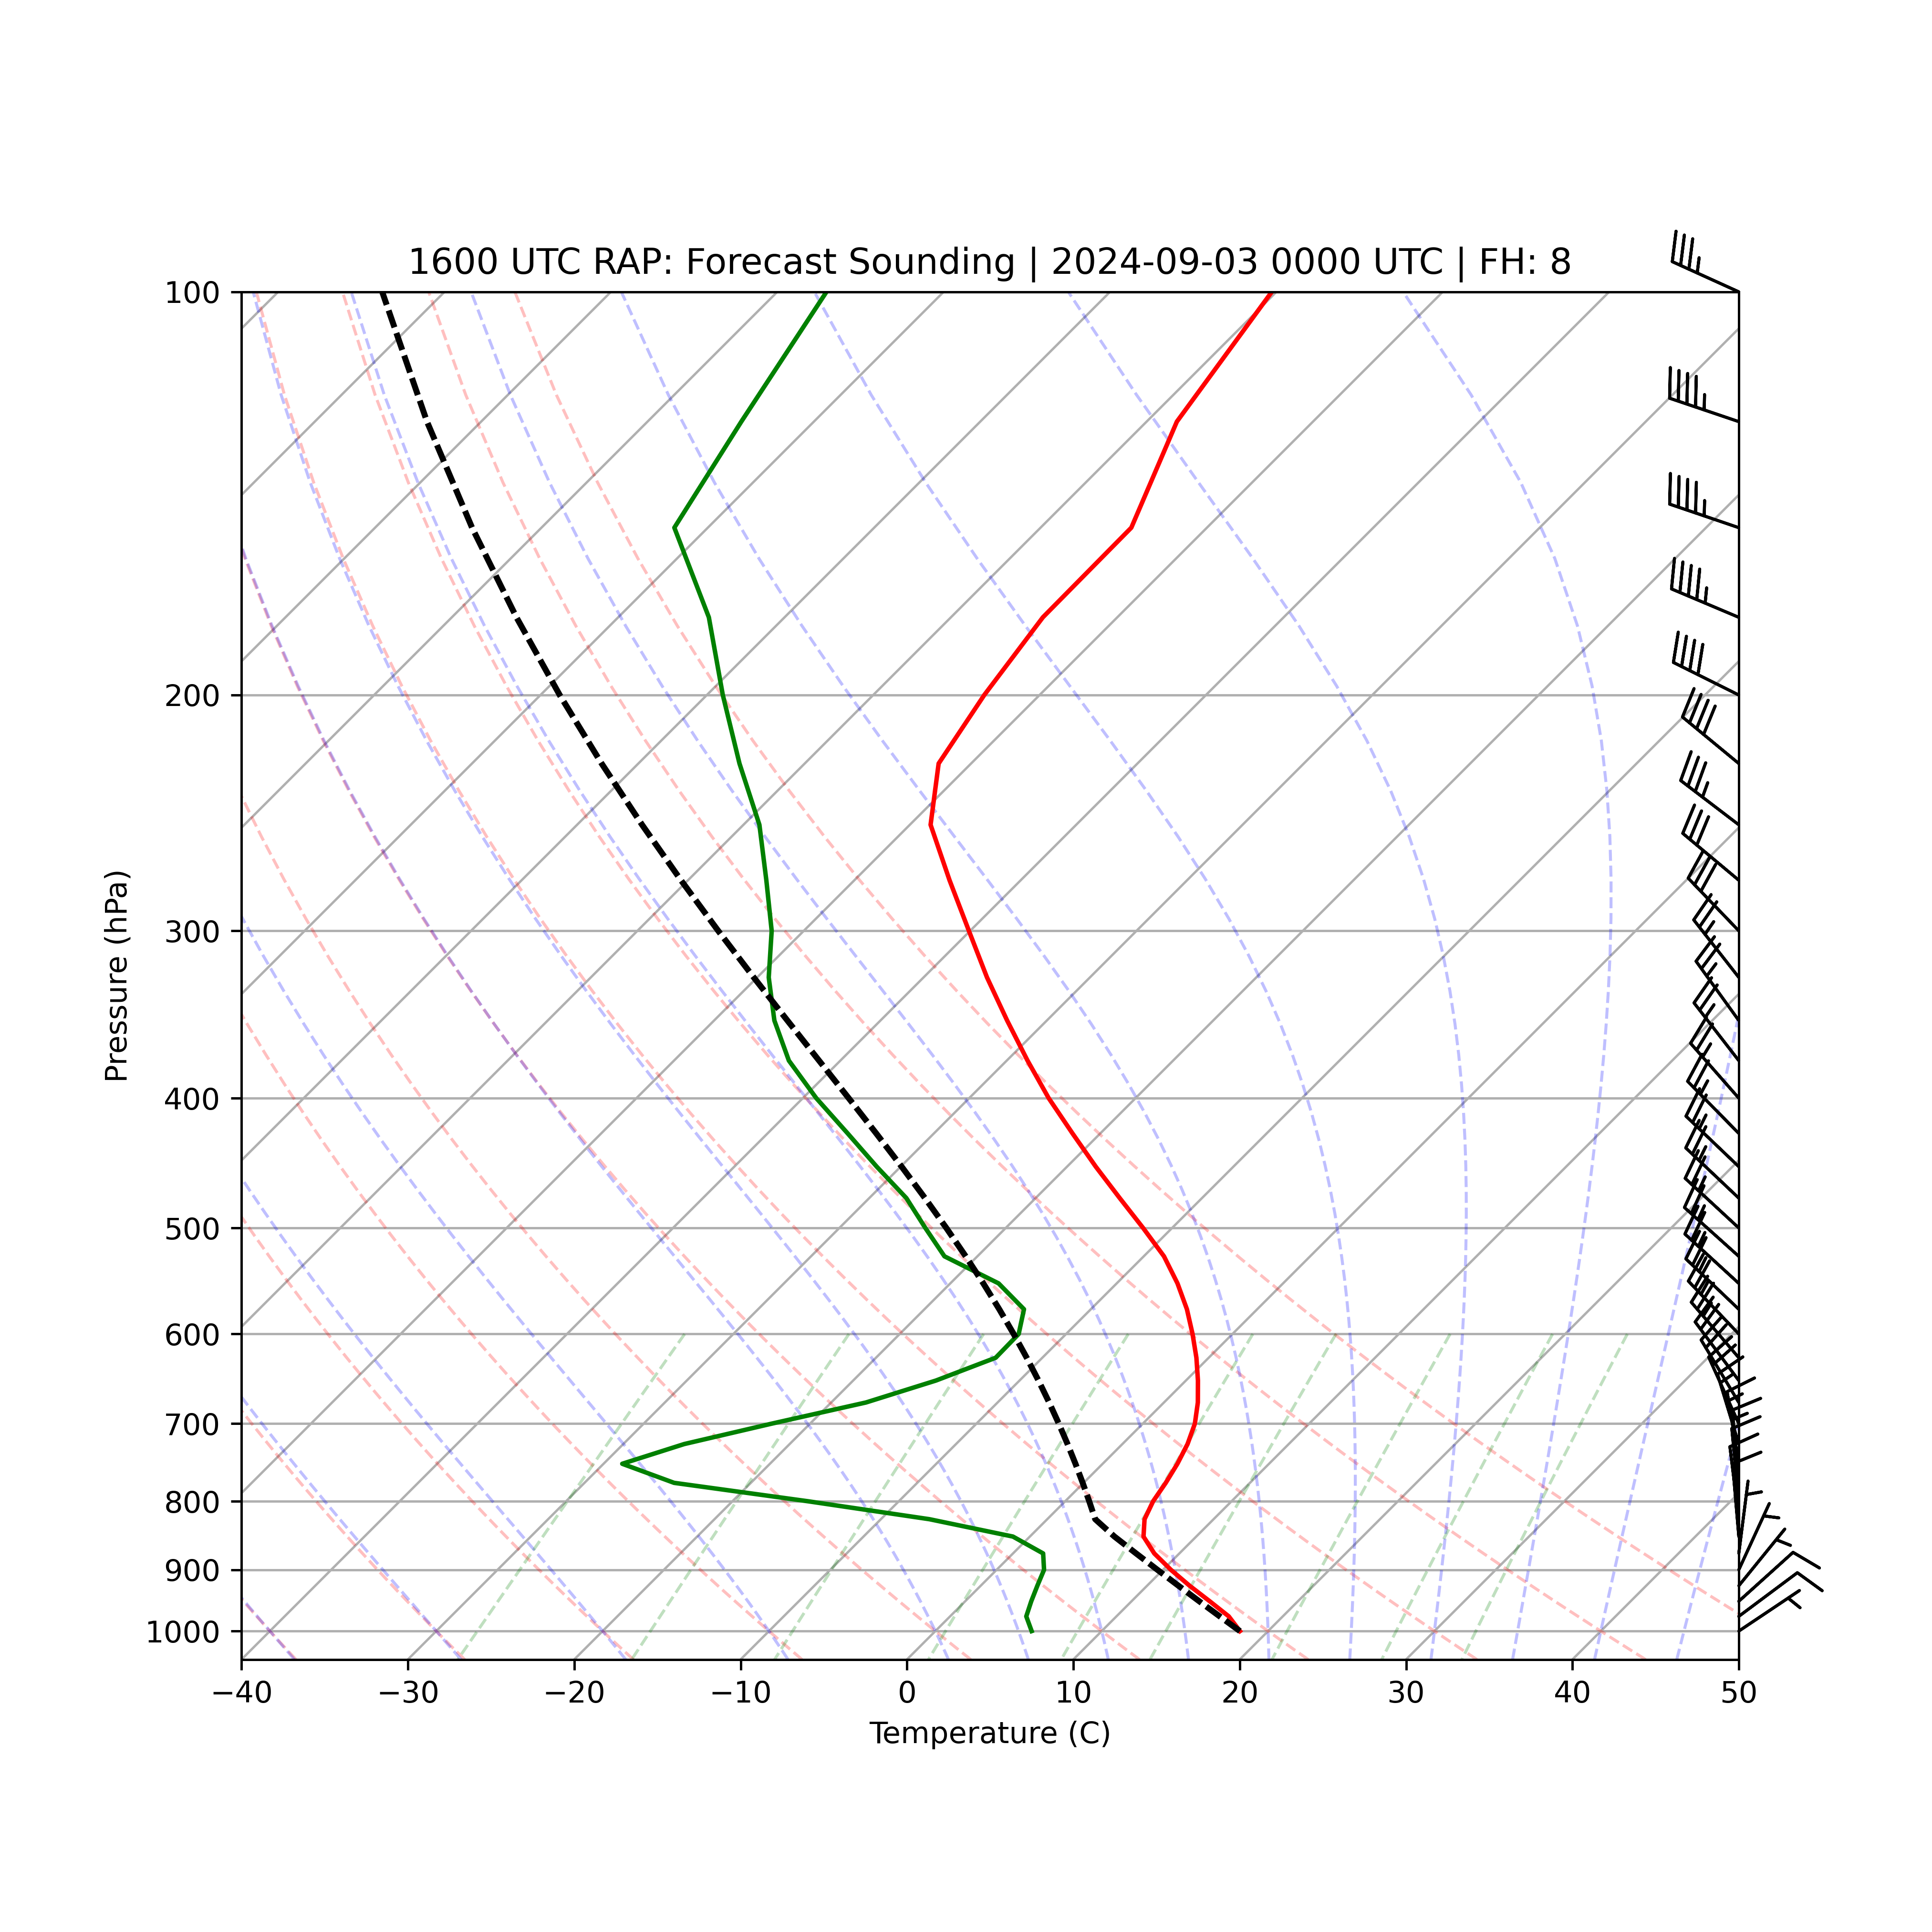 1600 UTC RAP: Forecast Sounding | 2024-09-03 0000 UTC | FH: 8
100
200
300
400
500
600
700
800
900
1000
Pressure (hPa)
−40 −30 −20 −10 0 10 20 30 40 50
Temperature (C)